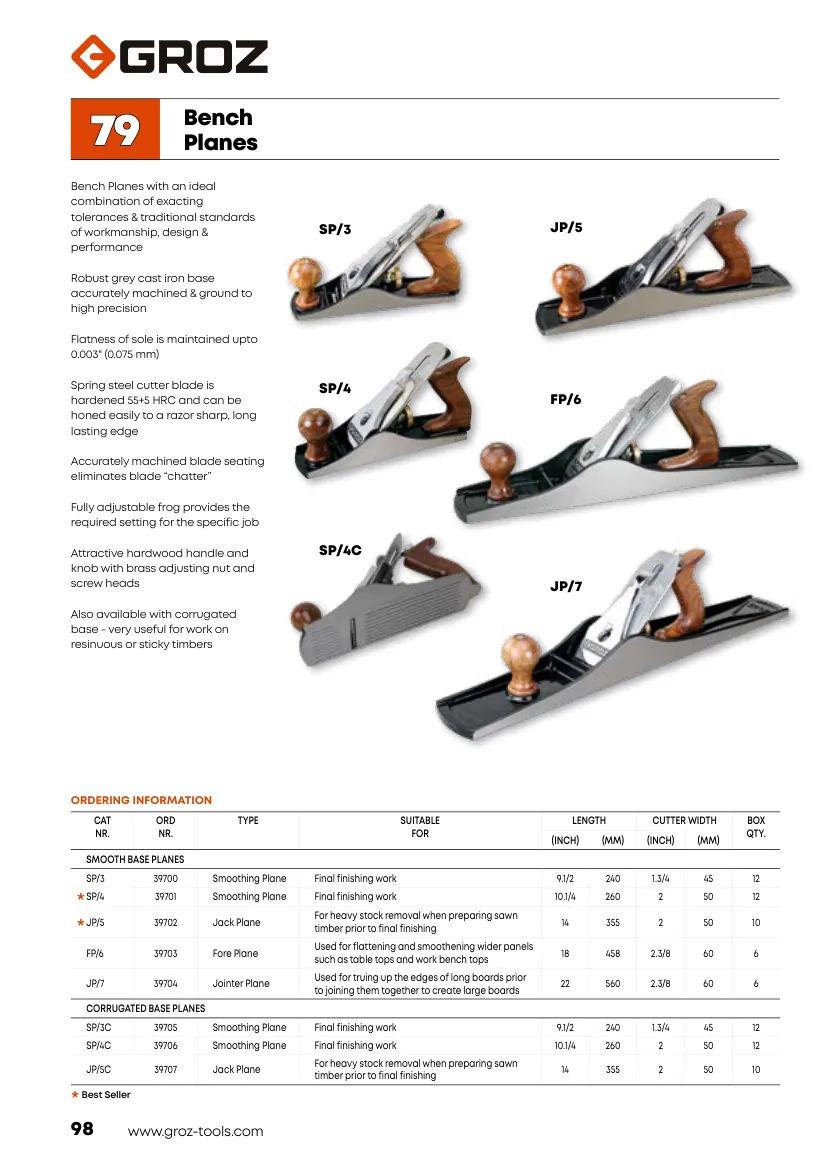 GROZ
79
Bench
Planes
Bench Planes with an ideal
combination of exacting
tolerances & traditional standards
of workmanship, design &
performance
Robust grey cast iron base
accurately machined & ground to
high precision
Flatness of sole is maintained upto
0.003" (0.075 mm)
Spring steel cutter blade is
hardened 55+5 HRC and can be
honed easily to a razor sharp, long
lasting edge
Accurately machined blade seating
eliminates blade “chatter”
Fully adjustable frog provides the
required setting for the specific job
Attractive hardwood handle and
knob with brass adjusting nut and
screw heads
Also available with corrugated
base - very useful for work on
resinuous or sticky timbers
SP/3
JP/5
SP/4
FP/6
SP/4C
JP/7
GROZ
ORDERING INFORMATION
CAT NR. ORD NR. TYPE SUITABLE FOR LENGTH CUTTER WIDTH BOX QTY.
(INCH) (MM) (INCH) (MM)
SMOOTH BASE PLANES
SP/3 39700 Smoothing Plane Final finishing work 9.1/2 240 1.3/4 45 12
* SP/4 39701 Smoothing Plane Final finishing work 10.1/4 260 2 50 12
* JP/5 39702 Jack Plane For heavy stock removal when preparing sawn
timber prior to final finishing 14 355 2 50 10
FP/6 39703 Fore Plane Used for flattening and smoothening wider panels
such as table tops and work bench tops 18 458 2.3/8 60 6
JP/7 39704 Jointer Plane Used for truing up the edges of long boards prior
to joining them together to create large boards 22 560 2.3/8 60 6
CORRUGATED BASE PLANES
SP/3C 39705 Smoothing Plane Final finishing work 9.1/2 240 1.3/4 45 12
SP/4C 39706 Smoothing Plane Final finishing work 10.1/4 260 2 50 12
JP/5C 39707 Jack Plane For heavy stock removal when preparing sawn
timber prior to final finishing 14 355 2 50 10
* Best Seller
98 www.groz-tools.com